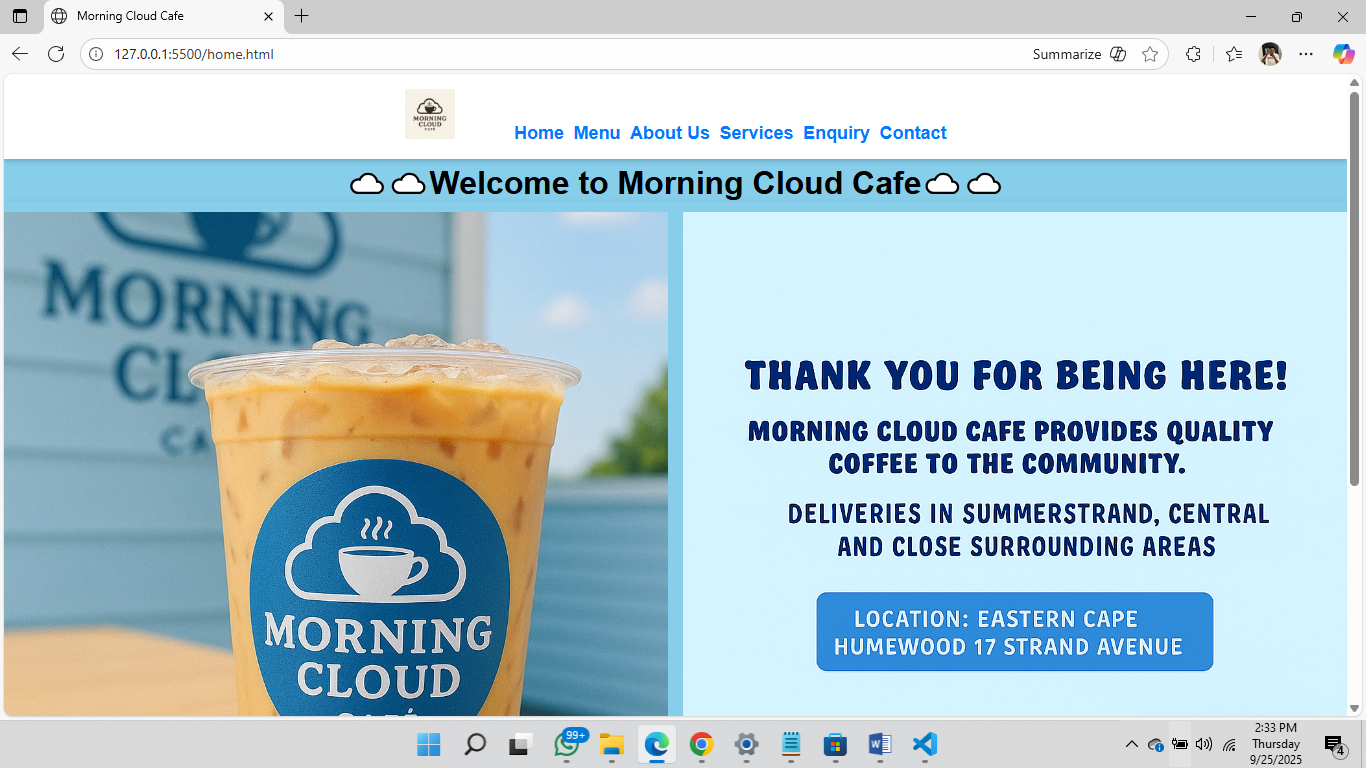 Morning Cloud Cafe
127.0.0.1:5500/home.html
Summarize
MORNING
CLOUD
CAFÉ
Home Menu About Us Services Enquiry Contact
Welcome to Morning Cloud Cafe
MORNING
CLO
CA
MORNING
CLOUD
CAFÉ
THANK YOU FOR BEING HERE!
MORNING CLOUD CAFE PROVIDES QUALITY
COFFEE TO THE COMMUNITY.
DELIVERIES IN SUMMERSTRAND, CENTRAL
AND CLOSE SURROUNDING AREAS
LOCATION: EASTERN CAPE
HUMEWOOD 17 STRAND AVENUE
99+
2:33 PM
Thursday
9/25/2025
4